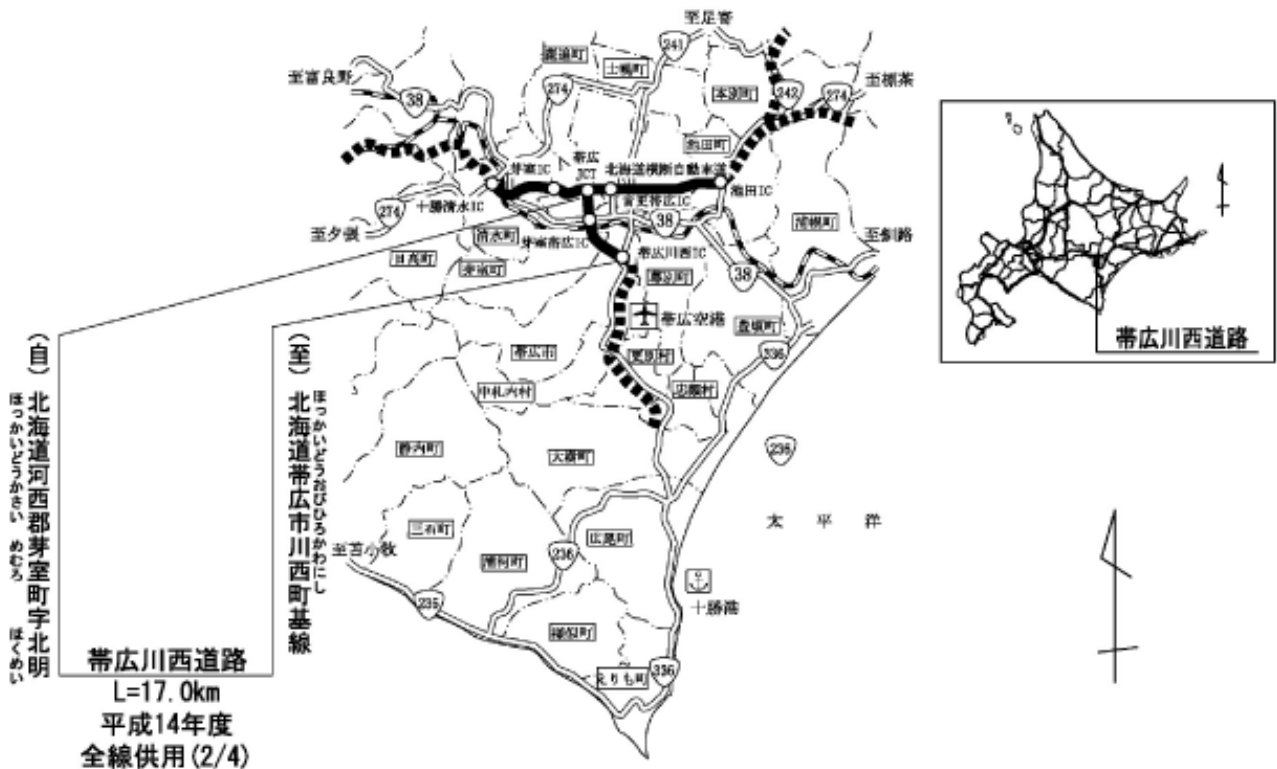 至足寄
241
鹿追町
士幌町
至富良野
274
本別町
242
274
38
池田町
芽室IC
帯広
JCT
北海道横断自動車道
十勝清水IC
音更帯広IC
池田IC
274
38
浦幌町
至夕張
清水町
芽室帯広IC
至釧路
日高町
芽室町
帯広川西IC
幕別町
38
帯広空港
豊頃町
帯広市
更別村
236
中札内村
忠類村
静内町
大樹町
236
太平洋
三石町
至苫小牧
浦河町
236
広尾町
235
十勝港
様似町
えりも町
336
帯広川西道路
(自)北海道河西郡芽室町字北明
ほっかいどうかさい めむろ ほくめい
(至)北海道帯広市川西町基線
ほっかいどうおびひろかわにし
帯広川西道路
L=17.0km
平成14年度
全線供用(2/4)